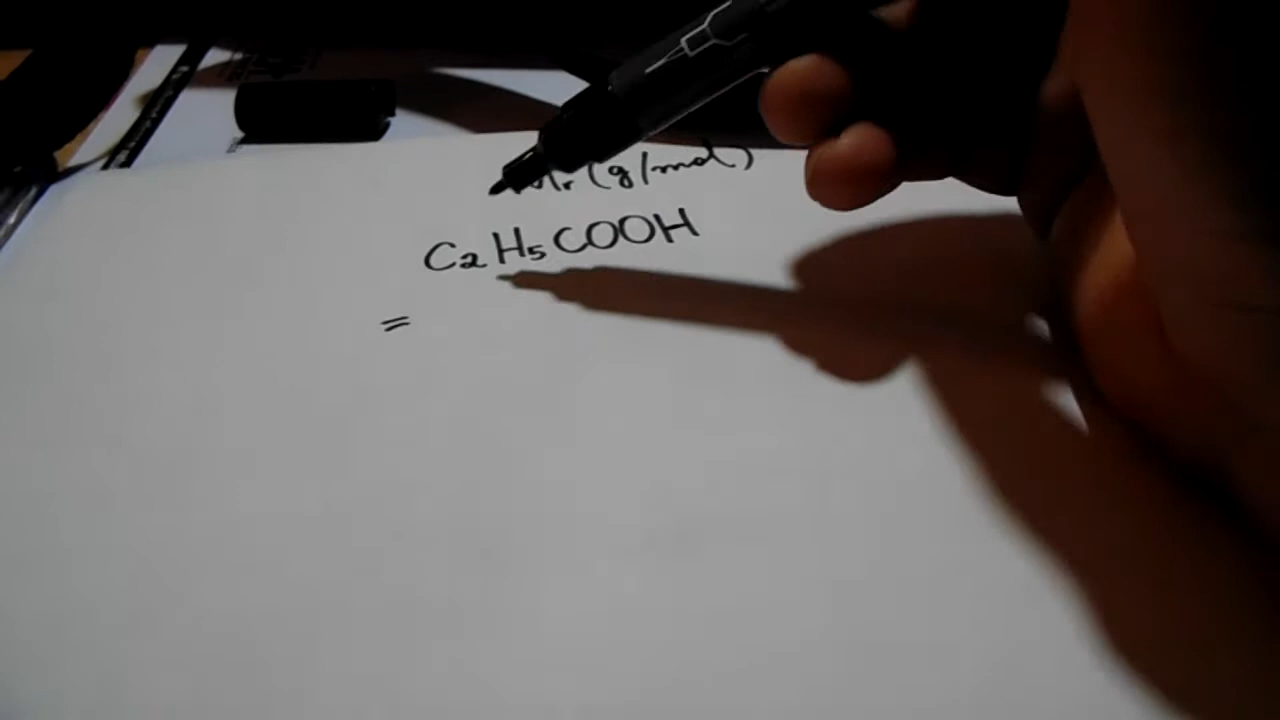 Mr (g/mol)
C₂H₅COOH
=